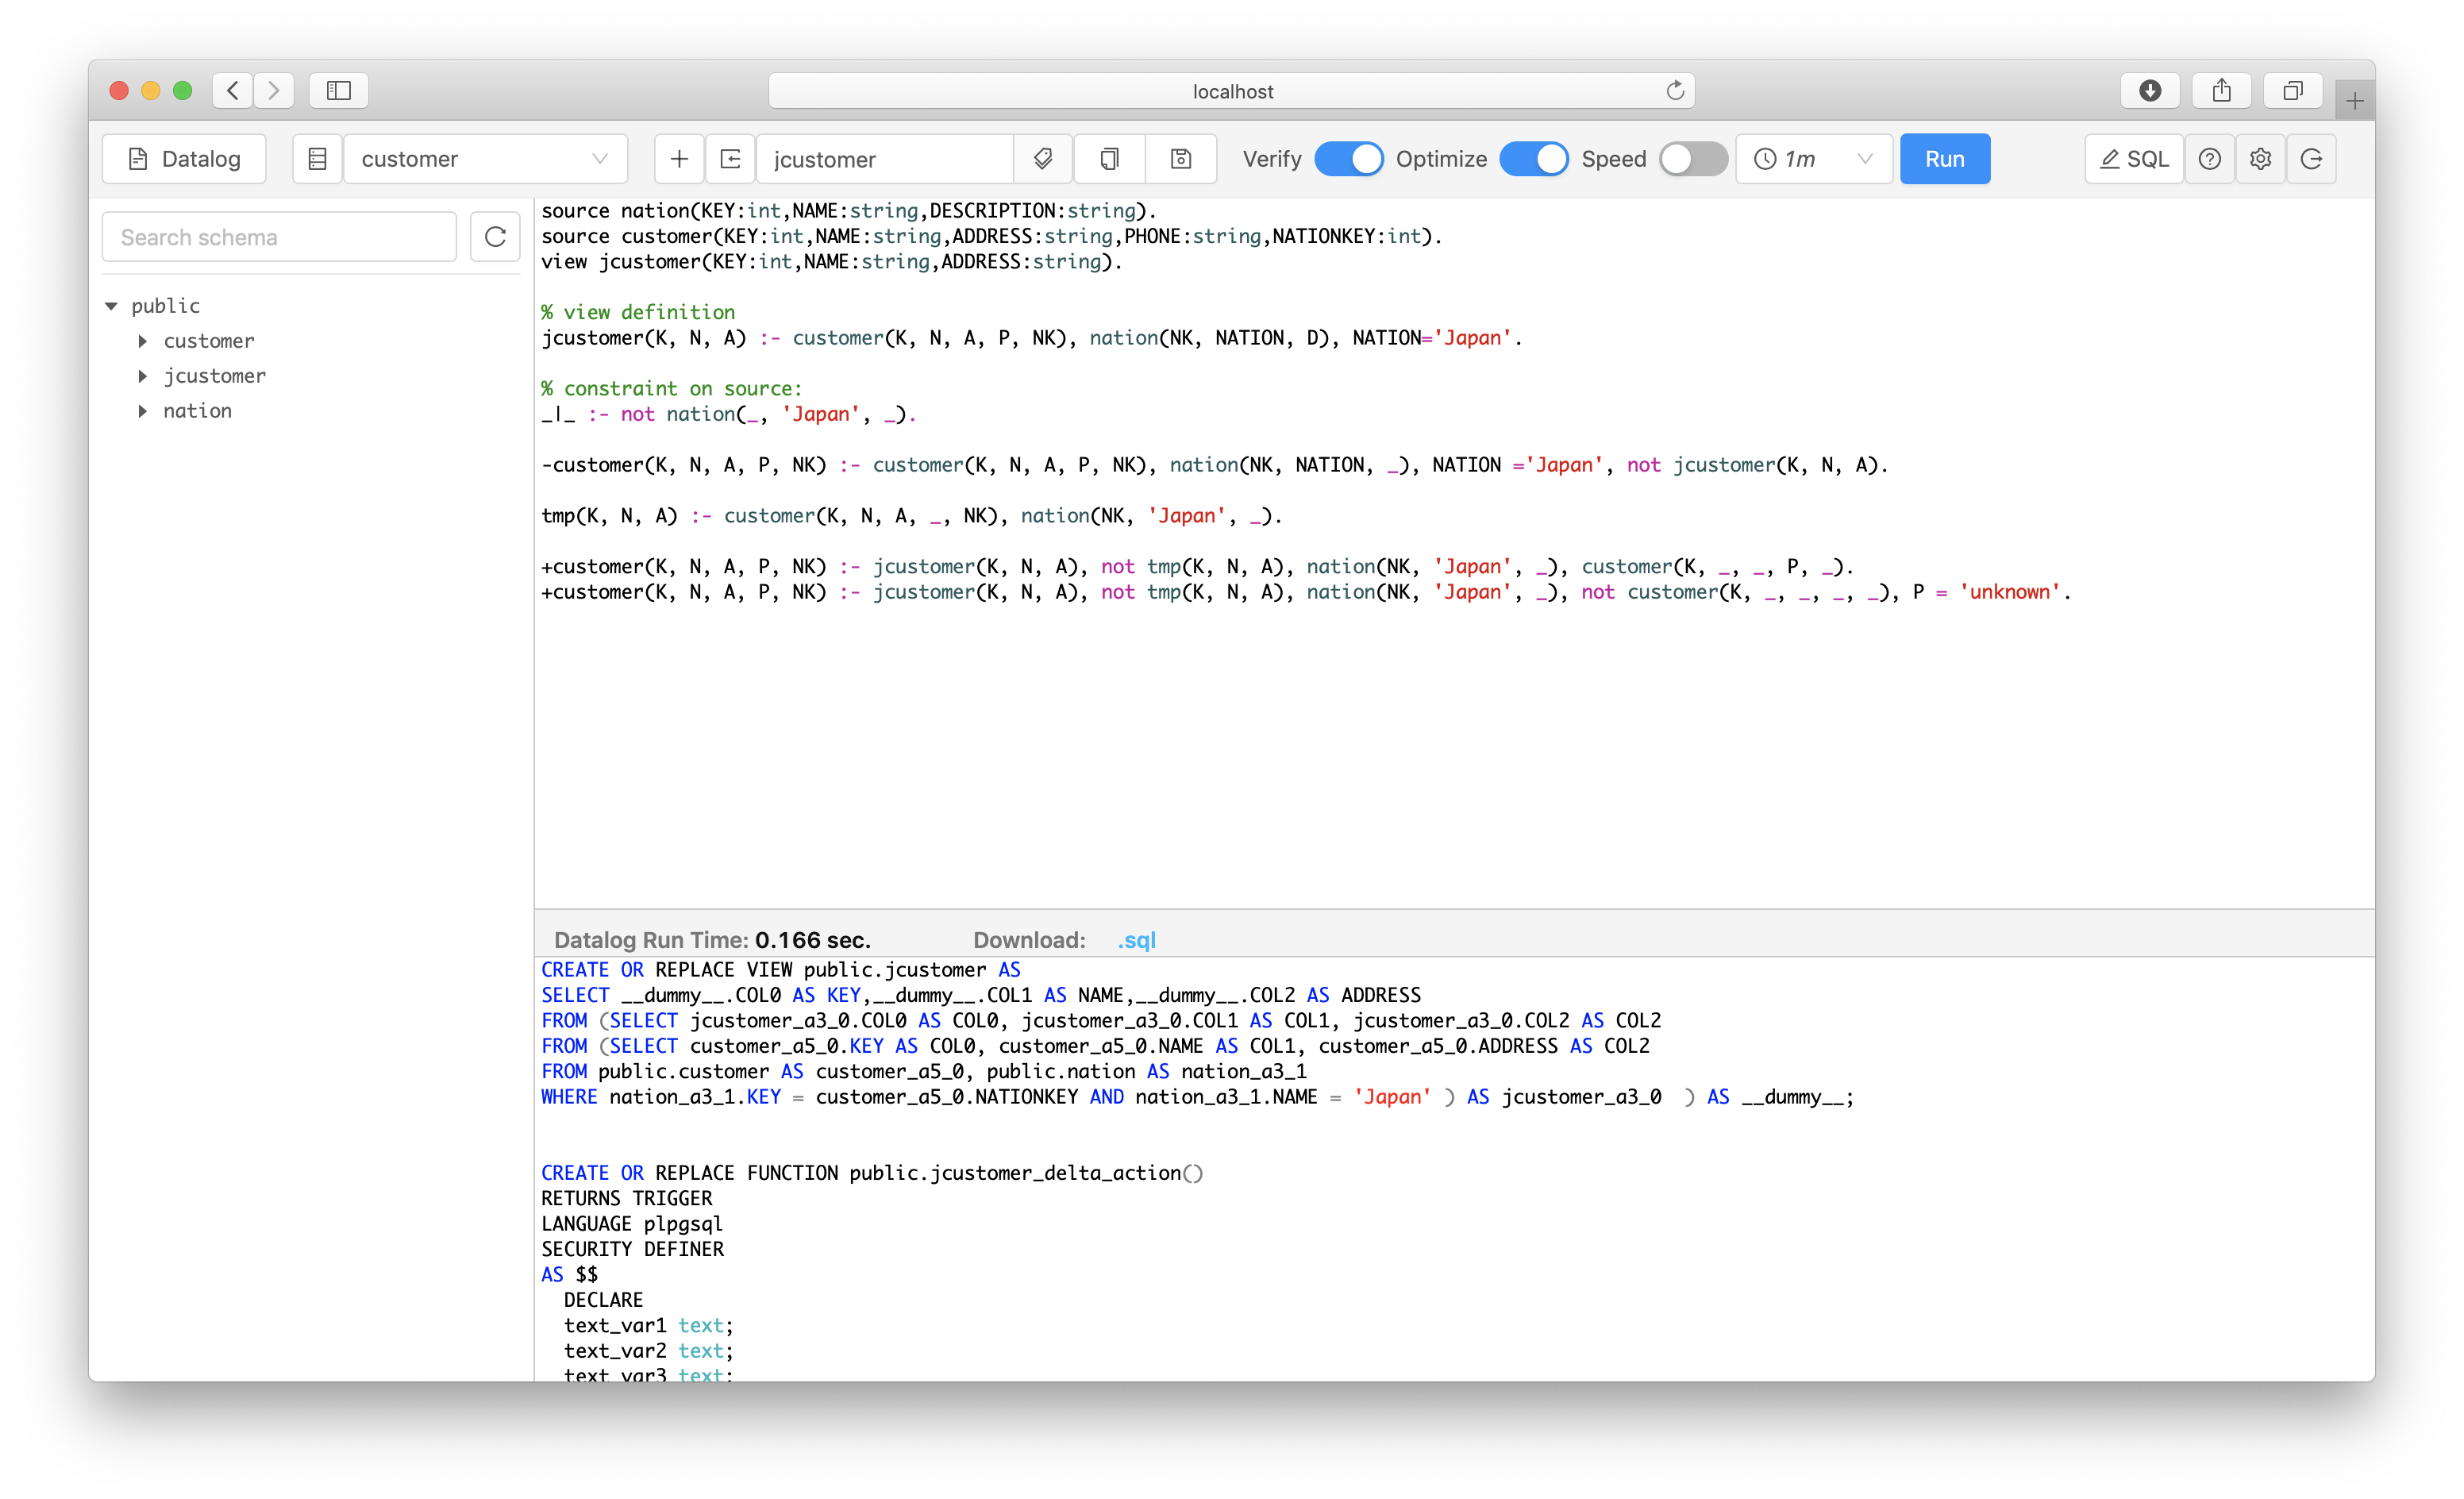 localhost
Datalog customer jcustomer Verify Optimize Speed 1m Run SQL
Search schema
public
customer
jcustomer
nation
source nation(KEY:int,NAME:string,DESCRIPTION:string).
source customer(KEY:int,NAME:string,ADDRESS:string,PHONE:string,NATIONKEY:int).
view jcustomer(KEY:int,NAME:string,ADDRESS:string).
% view definition
jcustomer(K, N, A) :- customer(K, N, A, P, NK), nation(NK, NATION, D), NATION='Japan'.
% constraint on source:
_|_ :- not nation(_, 'Japan', _).
-customer(K, N, A, P, NK) :- customer(K, N, A, P, NK), nation(NK, NATION, _), NATION ='Japan', not jcustomer(K, N, A).
tmp(K, N, A) :- customer(K, N, A, _, NK), nation(NK, 'Japan', _).
+customer(K, N, A, P, NK) :- jcustomer(K, N, A), not tmp(K, N, A), nation(NK, 'Japan', _), customer(K, _, _, P, _).
+customer(K, N, A, P, NK) :- jcustomer(K, N, A), not tmp(K, N, A), nation(NK, 'Japan', _), not customer(K, _, _, _, _), P = 'unknown'.
Datalog Run Time: 0.166 sec. Download: .sql
CREATE OR REPLACE VIEW public.jcustomer AS
SELECT __dummy__.COL0 AS KEY,__dummy__.COL1 AS NAME,__dummy__.COL2 AS ADDRESS
FROM (SELECT jcustomer_a3_0.COL0 AS COL0, jcustomer_a3_0.COL1 AS COL1, jcustomer_a3_0.COL2 AS COL2
FROM (SELECT customer_a5_0.KEY AS COL0, customer_a5_0.NAME AS COL1, customer_a5_0.ADDRESS AS COL2
FROM public.customer AS customer_a5_0, public.nation AS nation_a3_1
WHERE nation_a3_1.KEY = customer_a5_0.NATIONKEY AND nation_a3_1.NAME = 'Japan' ) AS jcustomer_a3_0  ) AS __dummy__;
CREATE OR REPLACE FUNCTION public.jcustomer_delta_action()
RETURNS TRIGGER
LANGUAGE plpgsql
SECURITY DEFINER
AS $$
DECLARE
text_var1 text;
text_var2 text;
text_var3 text;